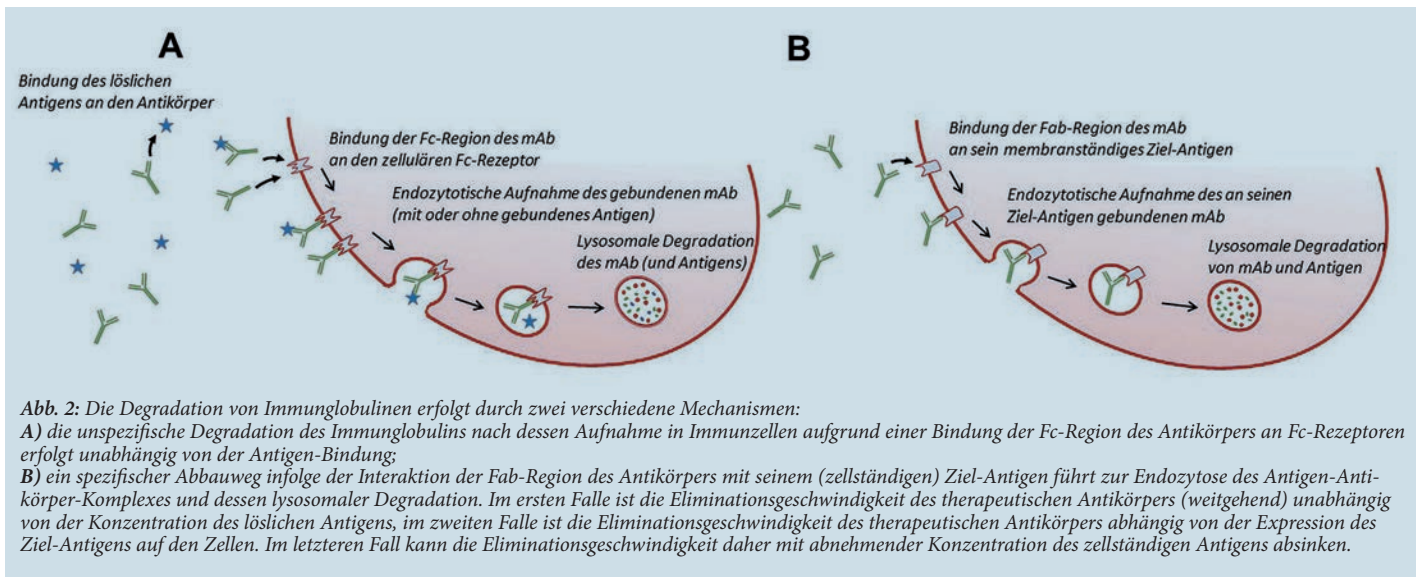 A
Bindung des löslichen
Antigens an den Antikörper
Bindung der Fc-Region des mAb
an den zellulären Fc-Rezeptor
Endozytotische Aufnahme des gebundenen mAb
(mit oder ohne gebundenes Antigen)
Lysosomale Degradation
des mAb (und Antigens)
B
Bindung der Fab-Region des mAb
an sein membranständiges Ziel-Antigen
Endozytotische Aufnahme des an seinen
Ziel-Antigen gebundenen mAb
Lysosomale Degradation
von mAb und Antigen
Abb. 2: Die Degradation von Immunglobulinen erfolgt durch zwei verschiedene Mechanismen:
A) die unspezifische Degradation des Immunglobulins nach dessen Aufnahme in Immunzellen aufgrund einer Bindung der Fc-Region des Antikörpers an Fc-Rezeptoren
erfolgt unabhängig von der Antigen-Bindung;
B) ein spezifischer Abbauweg infolge der Interaktion der Fab-Region des Antikörpers mit seinem (zellständigen) Ziel-Antigen führt zur Endozytose des Antigen-Anti-
körper-Komplexes und dessen lysosomaler Degradation. Im ersten Falle ist die Eliminationsgeschwindigkeit des therapeutischen Antikörpers (weitgehend) unabhängig
von der Konzentration des löslichen Antigens, im zweiten Falle ist die Eliminationsgeschwindigkeit des therapeutischen Antikörpers abhängig von der Expression des
Ziel-Antigens auf den Zellen. Im letzteren Fall kann die Eliminationsgeschwindigkeit daher mit abnehmender Konzentration des zellständigen Antigens absinken.